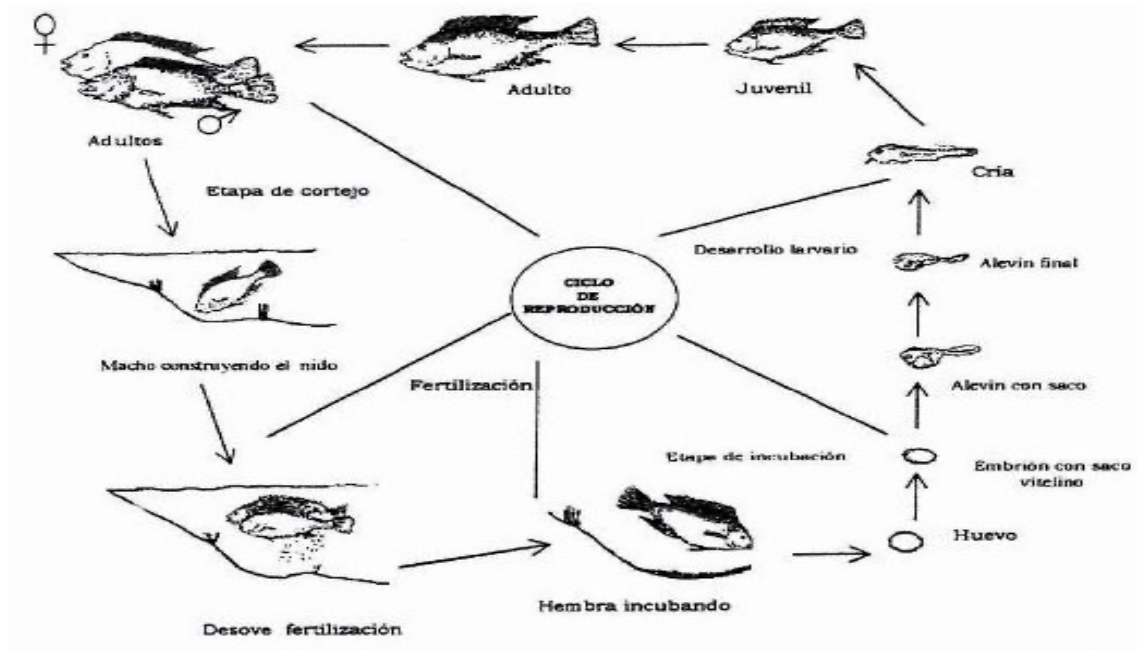 Adulto
Juvenil
Adultos
Cría
Etapa de cortejo
Desarrollo larvario
Alevin final
CICLO
DE
REPRODUCCIÓN
Macho construyendo el nido
Fertilización
Alevin con saco
Etapa de incubación
Embrión con saco
vitelino
Huevo
Hembra incubando
Desove fertilización